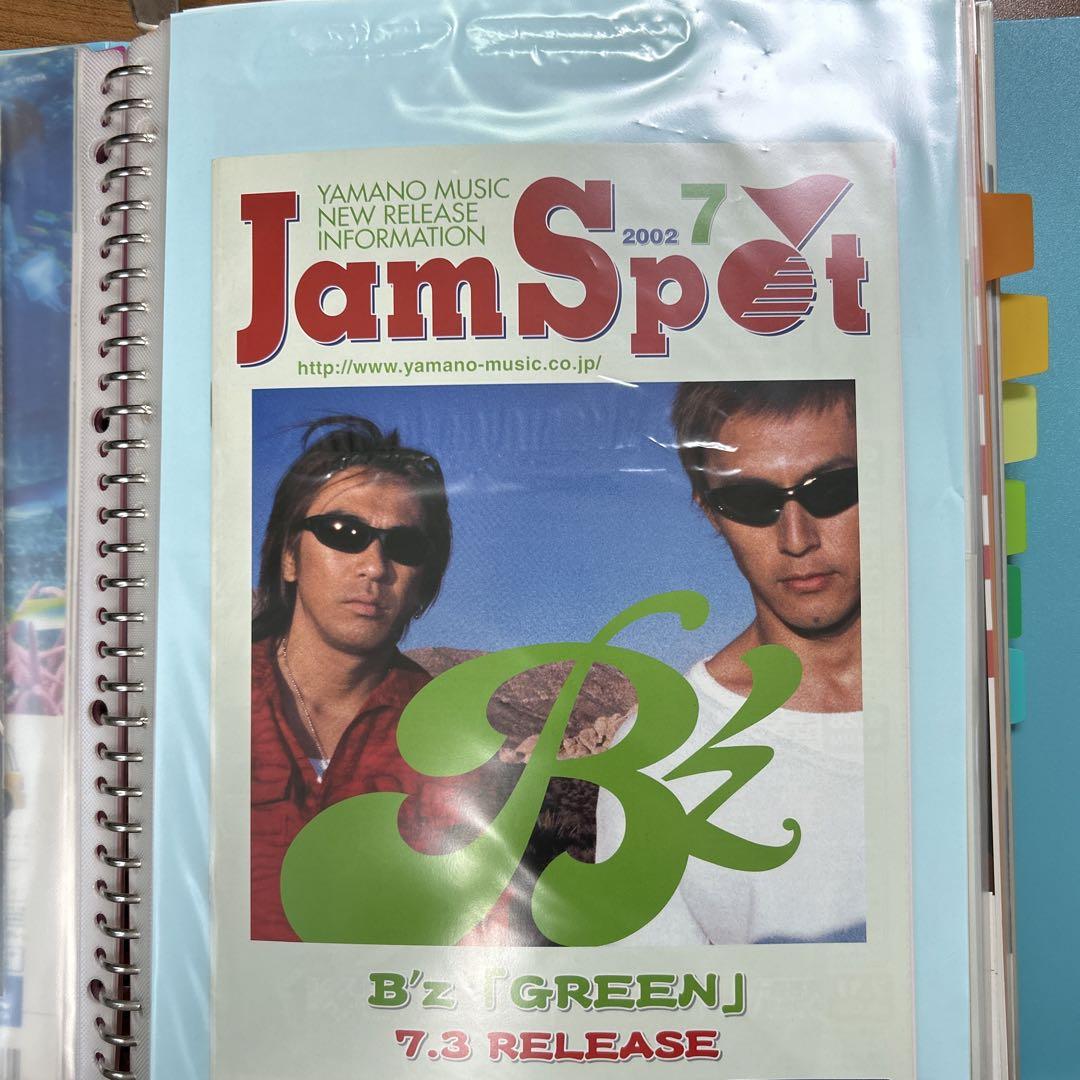 YAMANO MUSIC
NEW RELEASE
INFORMATION
2002 7
JamSpot
http://www.yamano-music.co.jp/
B'z
B'z「GREEN」
7.3 RELEASE